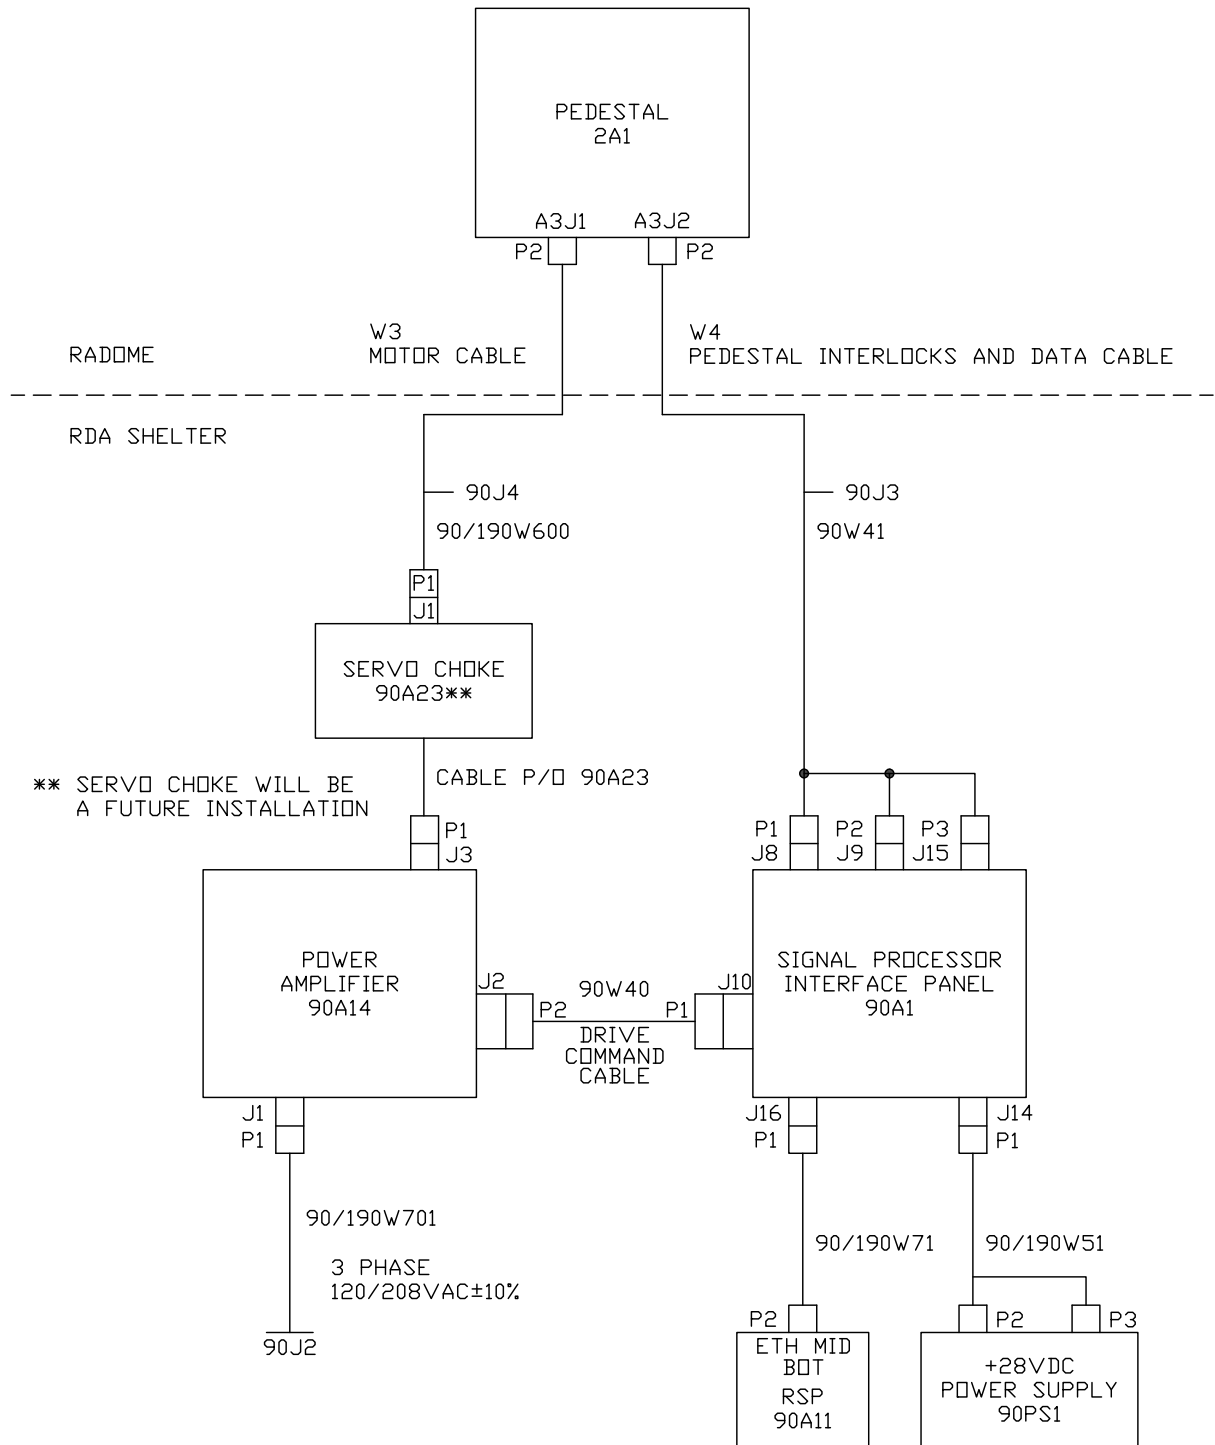 PEDESTAL
2A1
A3J1
A3J2
P2
P2
W3
MOTOR CABLE
W4
PEDESTAL INTERLOCKS AND DATA CABLE
RADOME
RDA SHELTER
90J4
90J3
90/190W600
90W41
P1
J1
SERVO CHOKE
90A23**
CABLE P/O 90A23
** SERVO CHOKE WILL BE
A FUTURE INSTALLATION
P1
J3
P1
P2
P3
J8
J9
J15
POWER
AMPLIFIER
90A14
J2
P2
90W40
DRIVE
COMMAND
CABLE
P1
J10
SIGNAL PROCESSOR
INTERFACE PANEL
90A1
J1
P1
J16
P1
J14
P1
90/190W701
3 PHASE
120/208VAC±10%
90J2
90/190W71
90/190W51
P2
P2
P3
ETH MID
BOT
RSP
90A11
+28VDC
POWER SUPPLY
90PS1